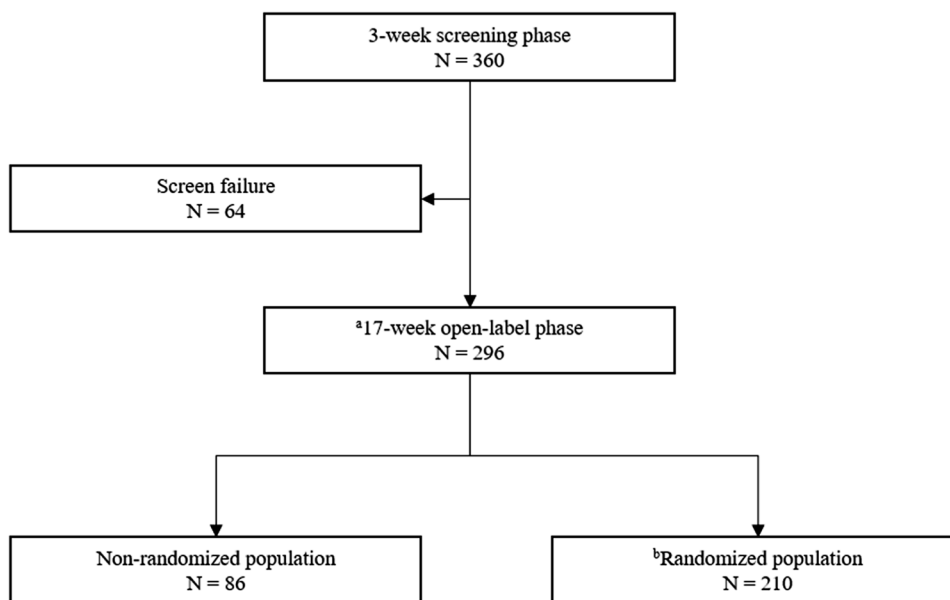 3-week screening phase
N = 360
Screen failure
N = 64
ᵃ17-week open-label phase
N = 296
Non-randomized population
N = 86
ᵇRandomized population
N = 210